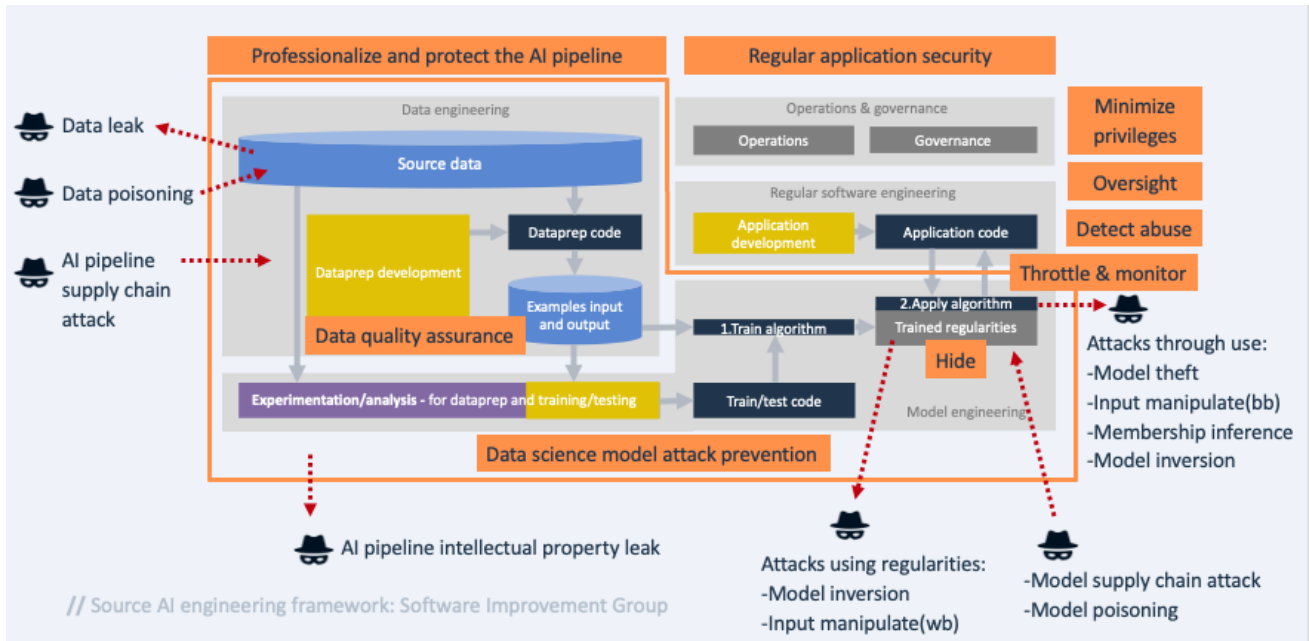 Professionalize and protect the AI pipeline
Regular application security
Data engineering
Operations & governance
Minimize
privileges
Data leak
Source data
Operations
Governance
Data poisoning
Regular software engineering
Oversight
Dataprep development
Dataprep code
Application
development
Application code
Detect abuse
AI pipeline
supply chain
attack
Throttle & monitor
Examples input
and output
1.Train algorithm
2.Apply algorithm
Trained regularities
Data quality assurance
Hide
Attacks through use:
-Model theft
-Input manipulate(bb)
-Membership inference
-Model inversion
Experimentation/analysis - for dataprep and training/testing
Train/test code
Model engineering
Data science model attack prevention
AI pipeline intellectual property leak
Attacks using regularities:
-Model inversion
-Input manipulate(wb)
-Model supply chain attack
-Model poisoning
// Source AI engineering framework: Software Improvement Group